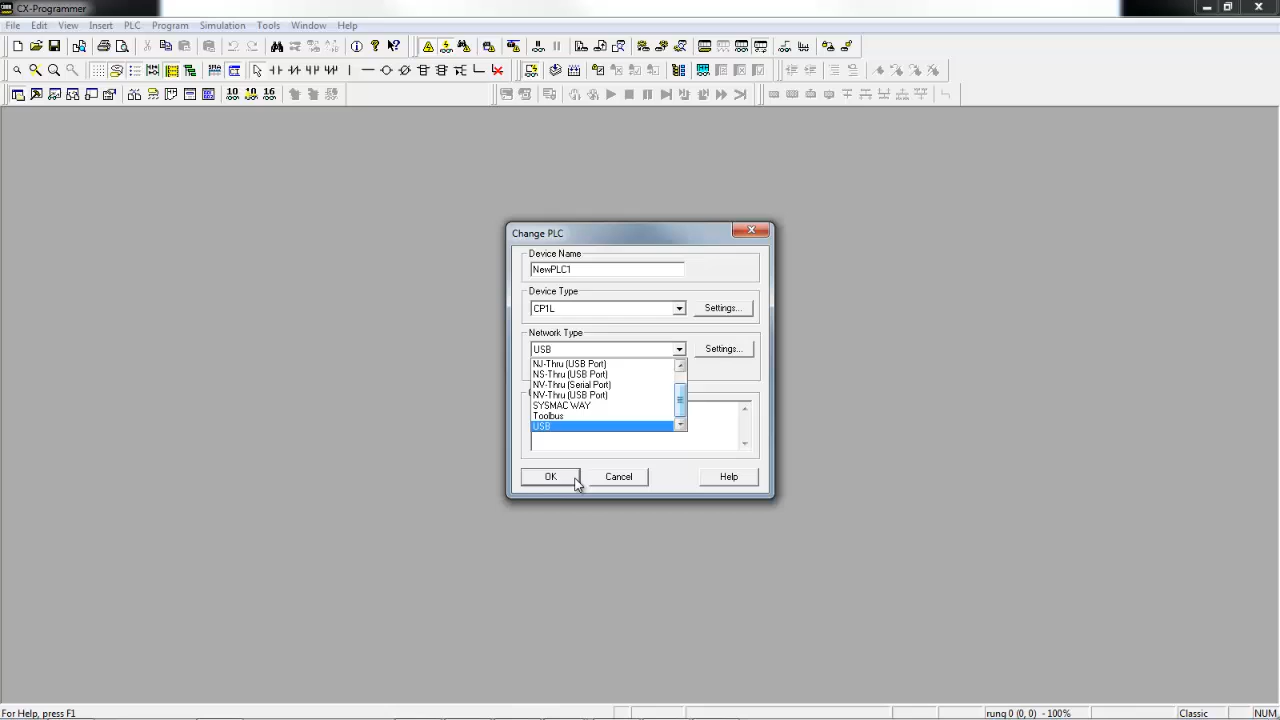 CX-Programmer
File Edit View Insert PLC Program Simulation Tools Window Help
10 10 16
Change PLC
Device Name
NewPLC1
Device Type
CP1L
Settings...
Network Type
USB
Settings...
NJ-Thru (USB Port)
NS-Thru (USB Port)
NV-Thru (Serial Port)
NV-Thru (USB Port)
SYSMAC WAY
Toolbus
USB
OK Cancel Help
For Help, press F1
rung 0 (0, 0) - 100%
Classic
NUM